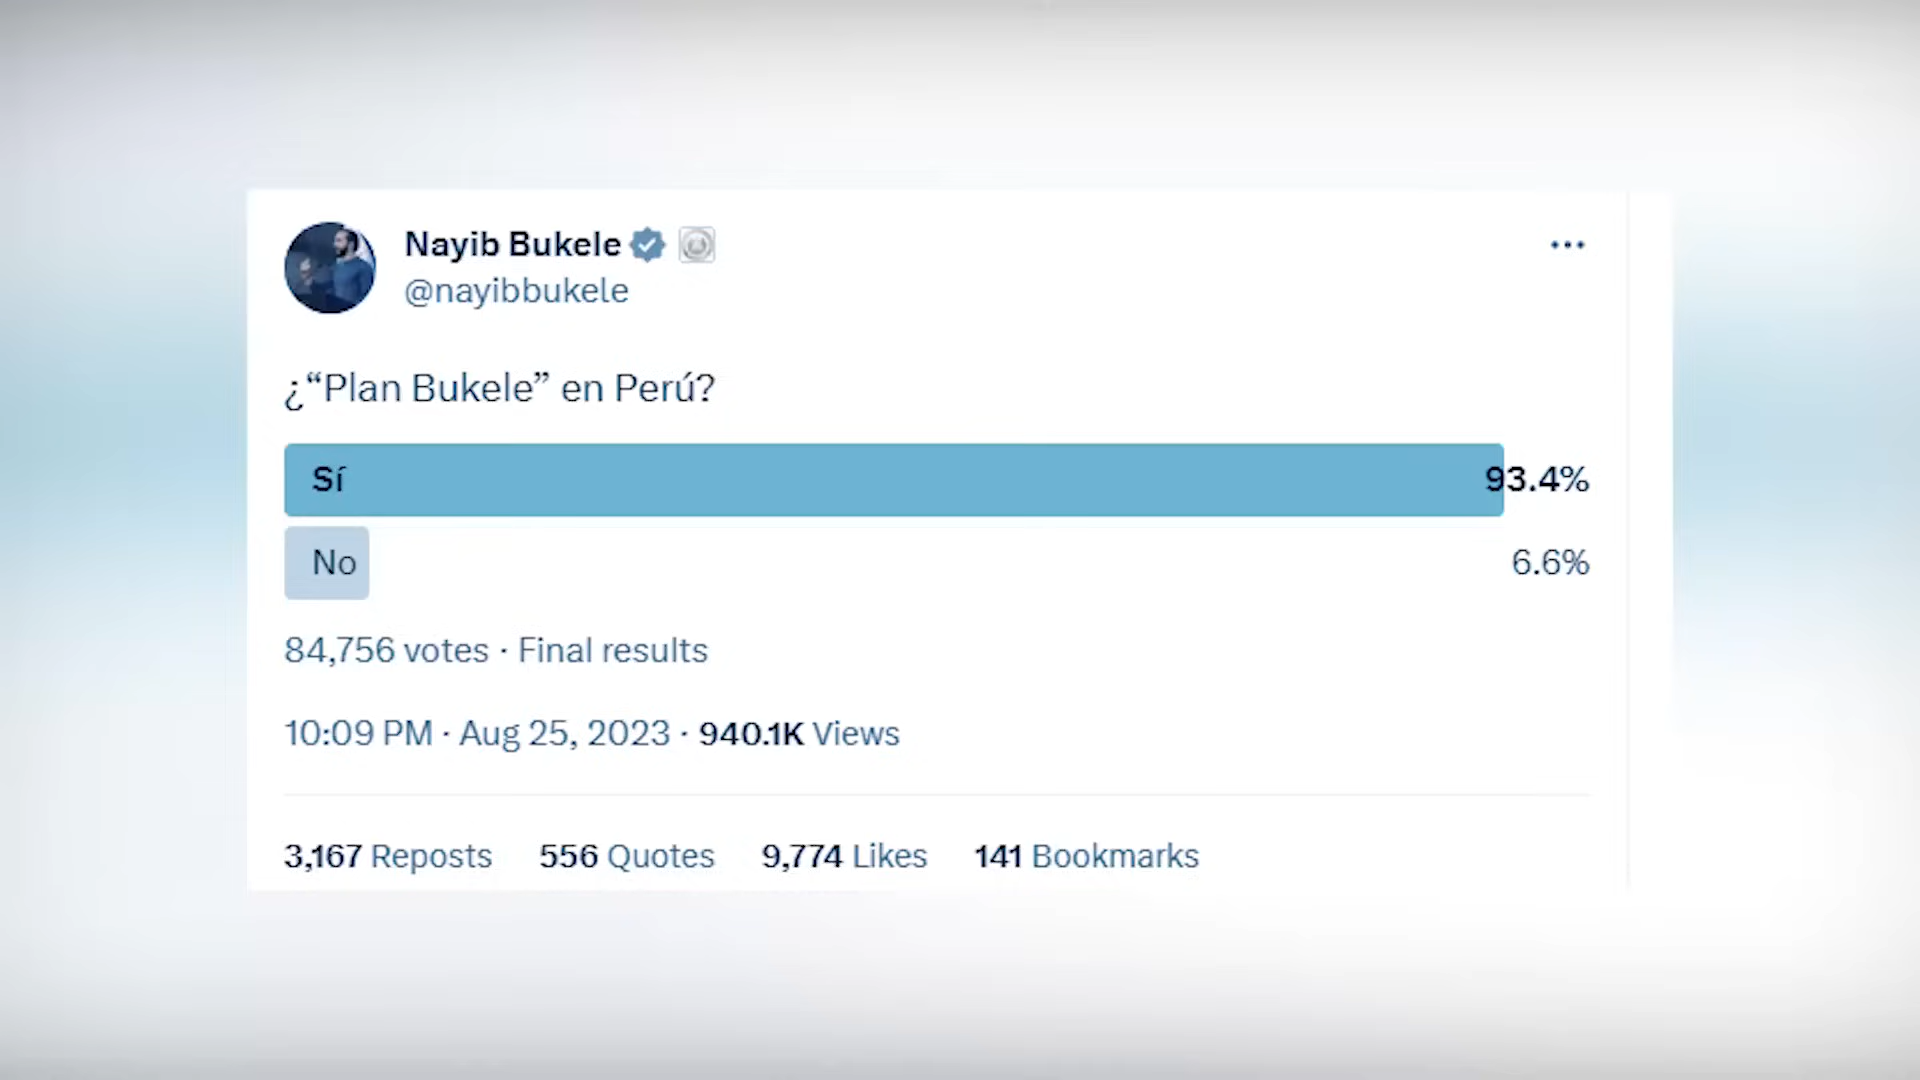 Nayib Bukele
@nayibbukele
¿“Plan Bukele” en Perú?
Sí 93.4%
No 6.6%
84,756 votes · Final results
10:09 PM · Aug 25, 2023 · 940.1K Views
3,167 Reposts 556 Quotes 9,774 Likes 141 Bookmarks